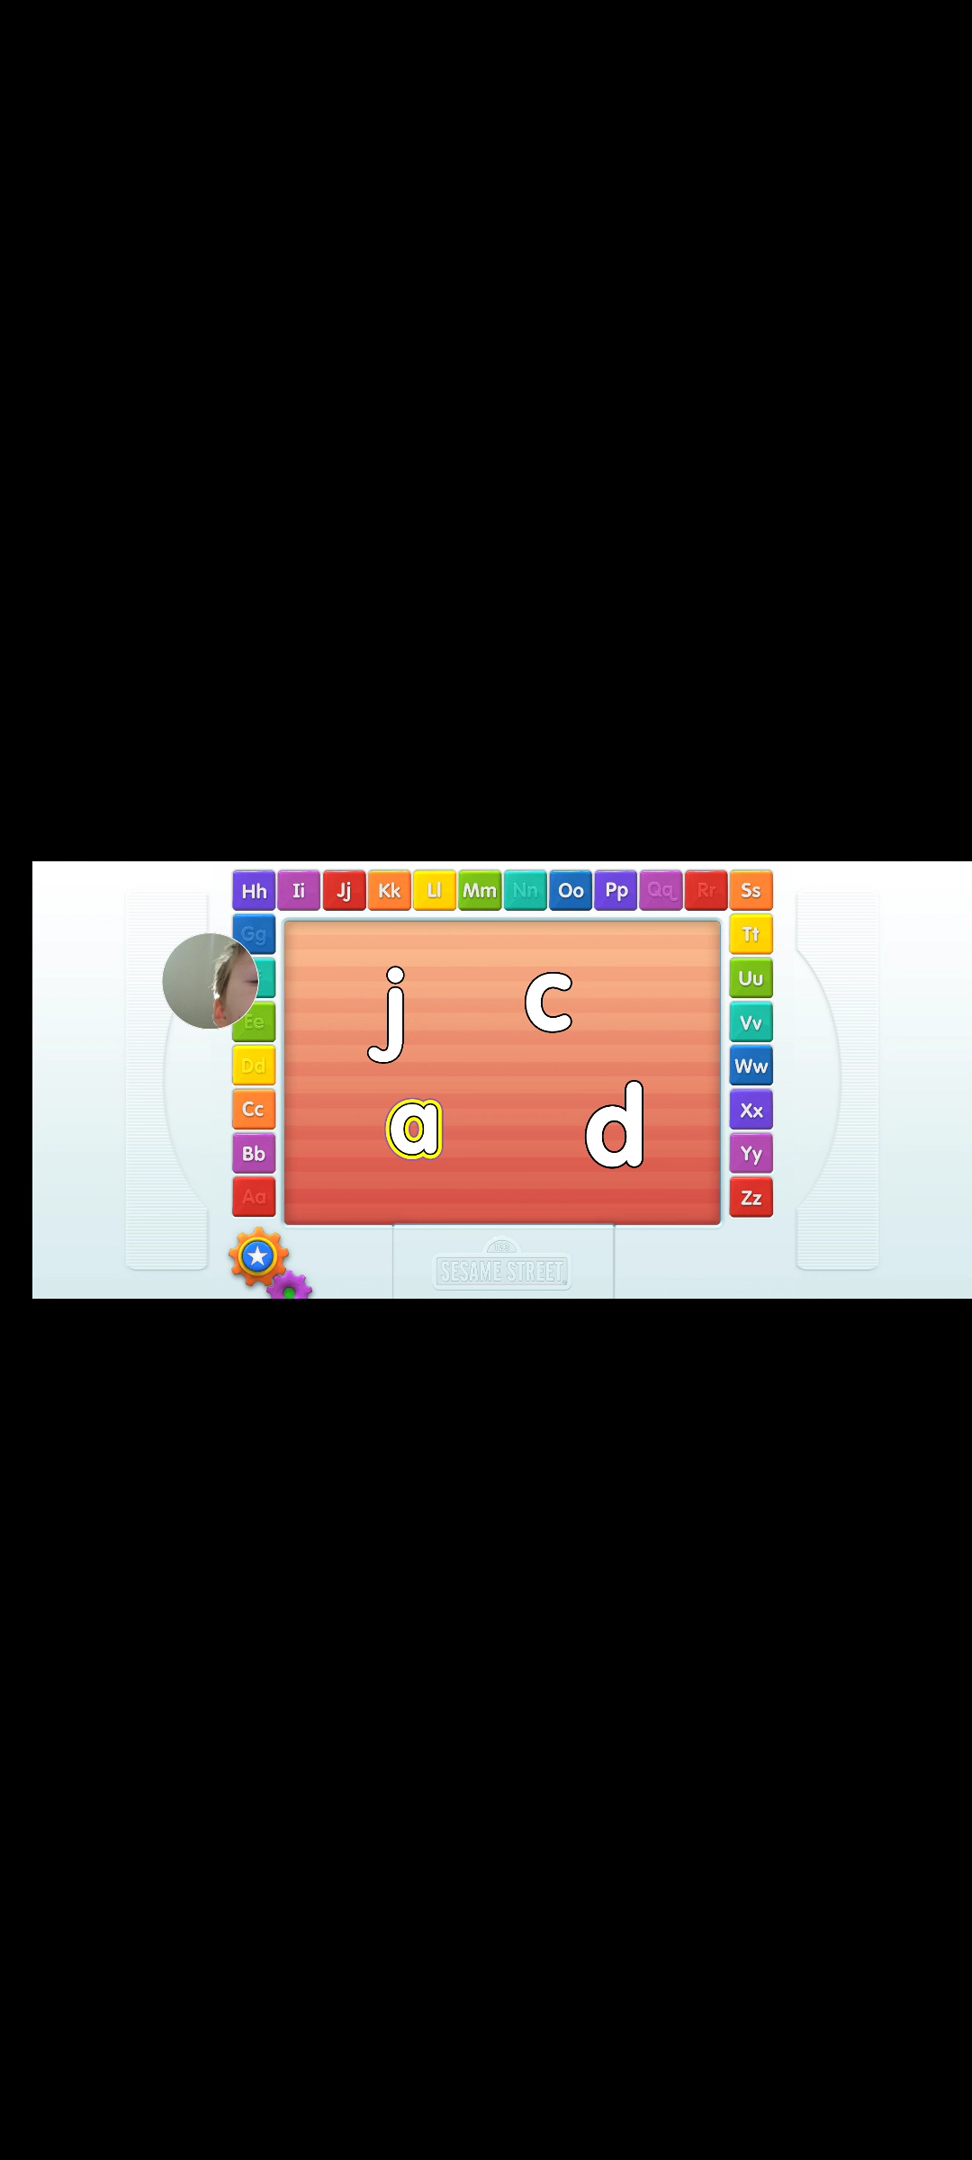 Hh Ii Jj Kk Ll Mm Nn Oo Pp Qq Rr Ss
Gg Tt
Uu
Ee Vv
Dd Ww
Cc Xx
Bb Yy
Aa Zz
j c
a d
SESAME STREET